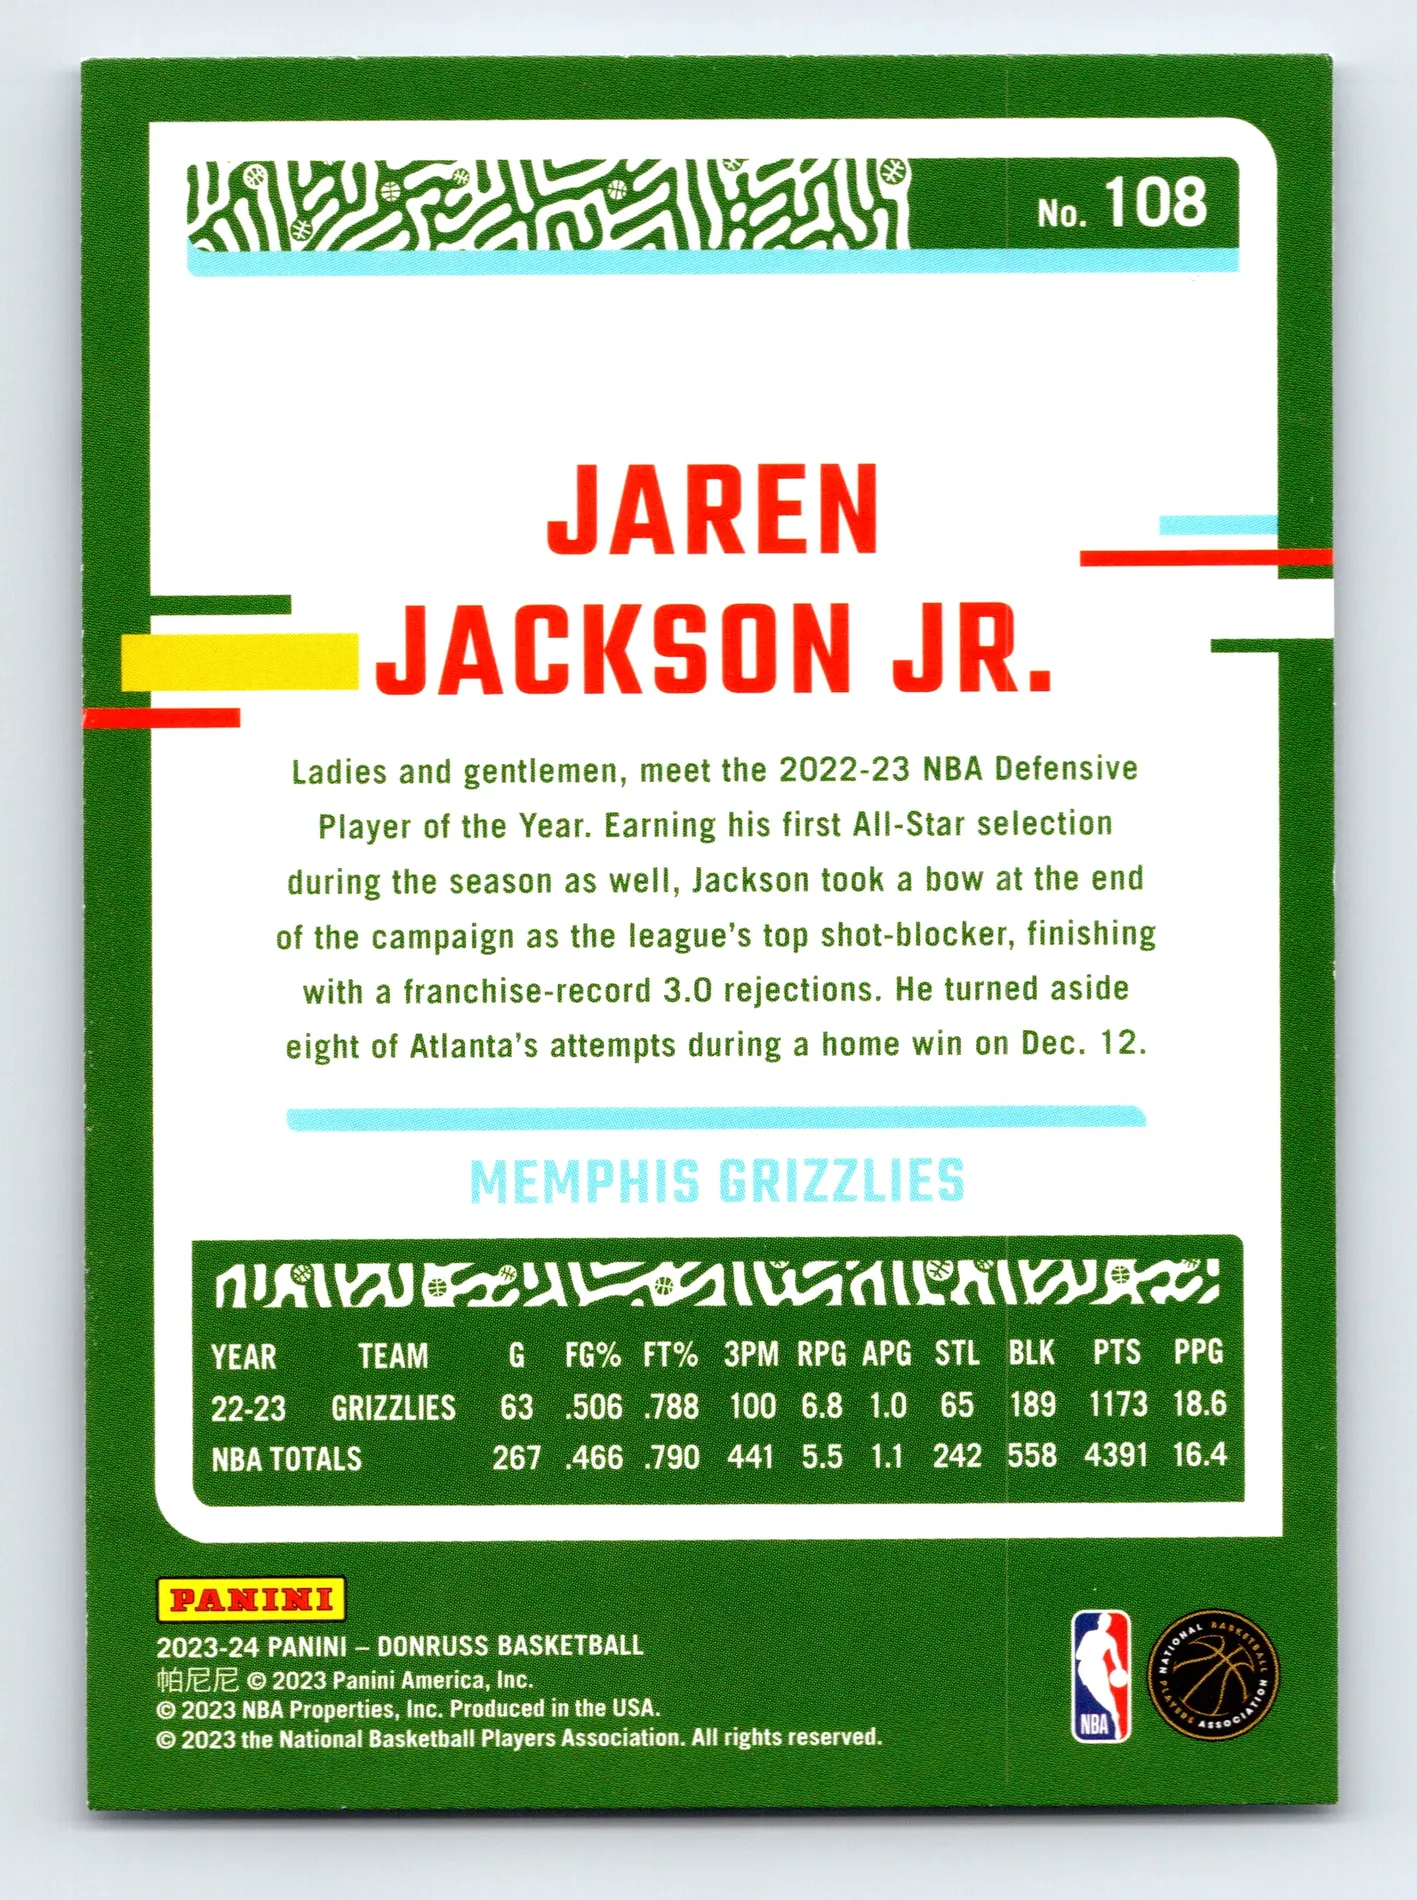 No. 108
JAREN
JACKSON JR.
Ladies and gentlemen, meet the 2022-23 NBA Defensive
Player of the Year. Earning his first All-Star selection
during the season as well, Jackson took a bow at the end
of the campaign as the league's top shot-blocker, finishing
with a franchise-record 3.0 rejections. He turned aside
eight of Atlanta's attempts during a home win on Dec. 12.
MEMPHIS GRIZZLIES
YEAR TEAM G FG% FT% 3PM RPG APG STL BLK PTS PPG
22-23 GRIZZLIES 63 .506 .788 100 6.8 1.0 65 189 1173 18.6
NBA TOTALS 267 .466 .790 441 5.5 1.1 242 558 4391 16.4
PANINI
2023-24 PANINI – DONRUSS BASKETBALL
帕尼尼 © 2023 Panini America, Inc.
© 2023 NBA Properties, Inc. Produced in the USA.
© 2023 the National Basketball Players Association. All rights reserved.
NBA
NATIONAL BASKETBALL PLAYERS ASSOCIATION